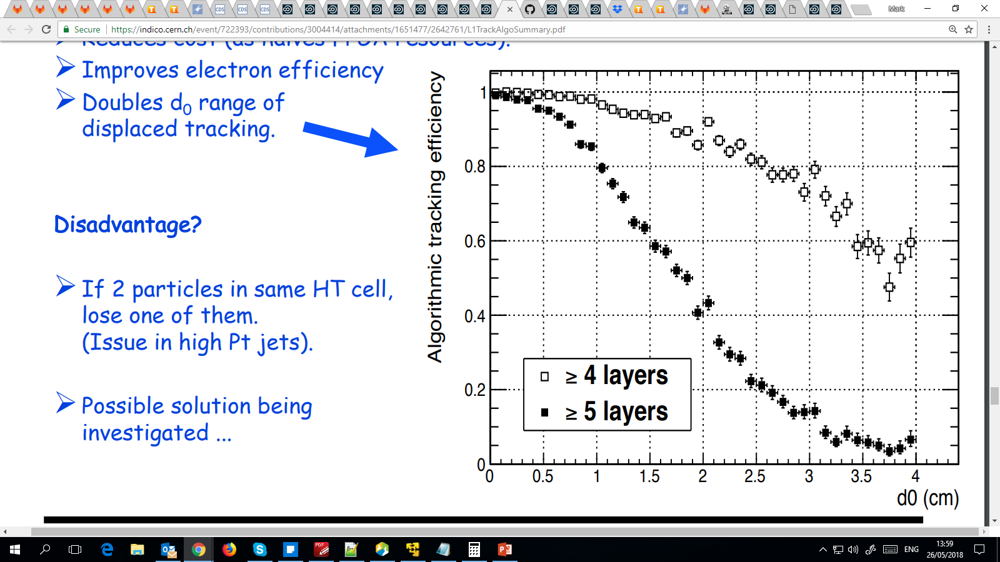 Mark
Secure | https://indico.cern.ch/event/722393/contributions/3004414/attachments/1651477/2642761/L1TrackAlgoSummary.pdf
Improves electron efficiency
Doubles d0 range of
displaced tracking.
Disadvantage?
If 2 particles in same HT cell,
lose one of them.
(Issue in high Pt jets).
Possible solution being
investigated ...
Algorithmic tracking efficiency
1
0.8
0.6
0.4
0.2
0
≥ 4 layers
≥ 5 layers
0 0.5 1 1.5 2 2.5 3 3.5 4
d0 (cm)
ENG
13:59
26/05/2018